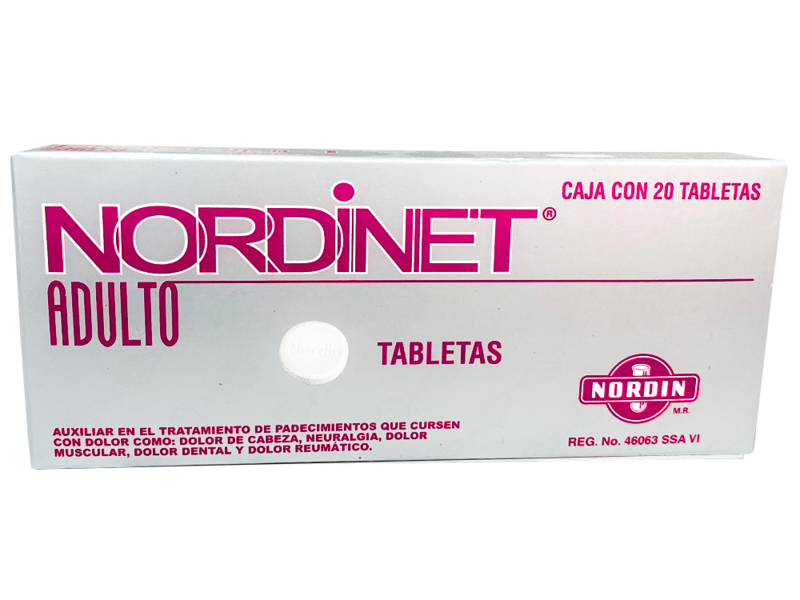 CAJA CON 20 TABLETAS
NORDiNET®
ADULTO
TABLETAS
NORDIN
M.R.
AUXILIAR EN EL TRATAMIENTO DE PADECIMIENTOS QUE CURSEN
CON DOLOR COMO: DOLOR DE CABEZA, NEURALGIA, DOLOR
MUSCULAR, DOLOR DENTAL Y DOLOR REUMÁTICO.
REG. No. 46063 SSA VI